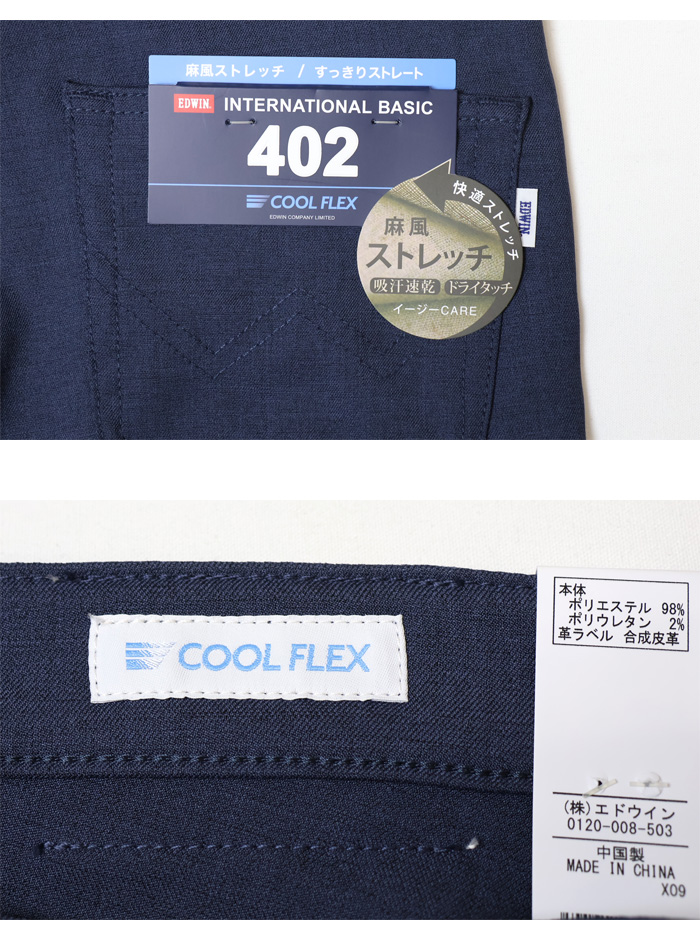 麻風ストレッチ / すっきりストレート
EDWIN.
INTERNATIONAL BASIC
402
COOL FLEX
EDWIN COMPANY LIMITED
快適ストレッチ
麻風
ストレッチ
吸汗速乾 ドライタッチ
イージーCARE
EDWIN
COOL FLEX
本体
ポリエステル 98%
ポリウレタン 2%
革ラベル 合成皮革
(株)エドウイン
0120-008-503
中国製
MADE IN CHINA
X09